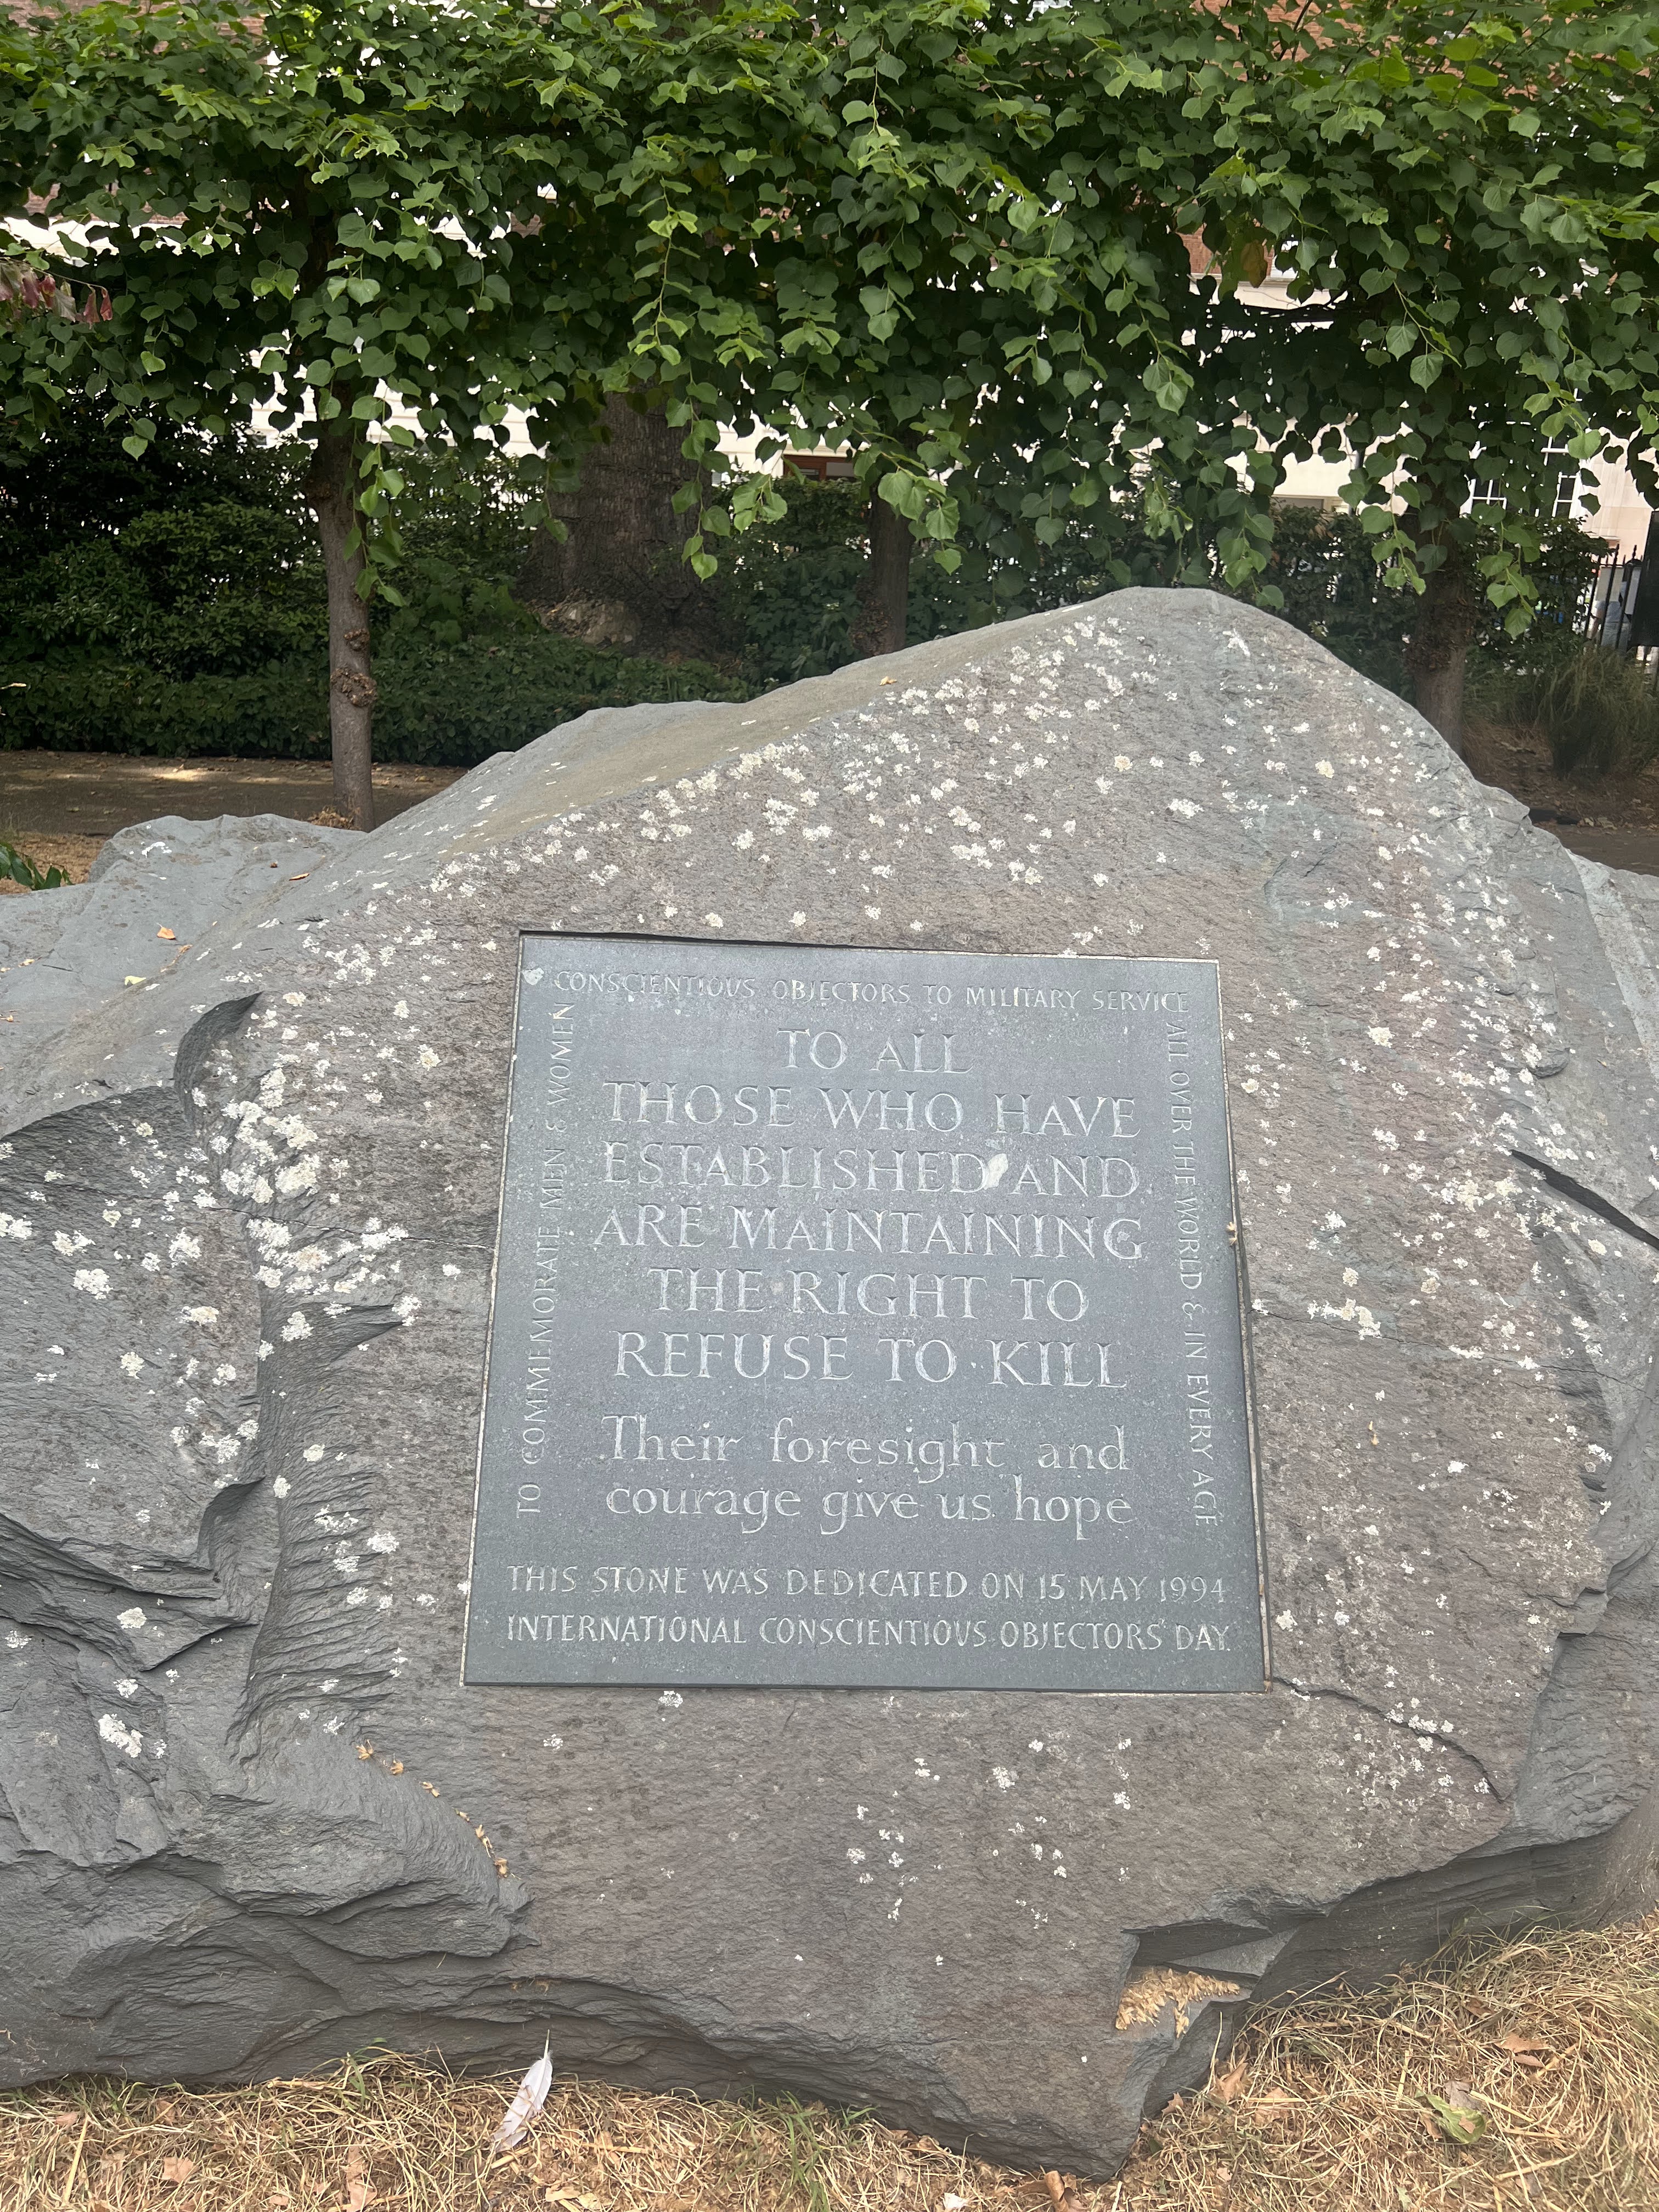 TO COMMEMORATE MEN & WOMEN
CONSCIENTIOUS OBJECTORS TO MILITARY SERVICE
ALL OVER THE WORLD & IN EVERY AGE
TO ALL
THOSE WHO HAVE
ESTABLISHED AND
ARE MAINTAINING
THE RIGHT TO
REFUSE TO KILL
Their foresight and
courage give us hope
THIS STONE WAS DEDICATED ON 15 MAY 1994
INTERNATIONAL CONSCIENTIOUS OBJECTORS' DAY.